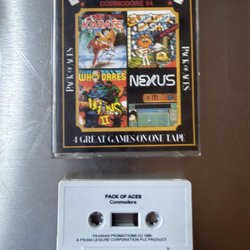 COMMODORE 64
KARATE
PACK OF ACES
WHO DARES
WINS II
NEXUS
PACK OF ACES
4 GREAT GAMES ON ONE TAPE
PACK OF ACES
Commodore
PAXMAN PROMOTIONS (C) 1986
A PRISM LEISURE CORPORATION PLC PRODUCT.